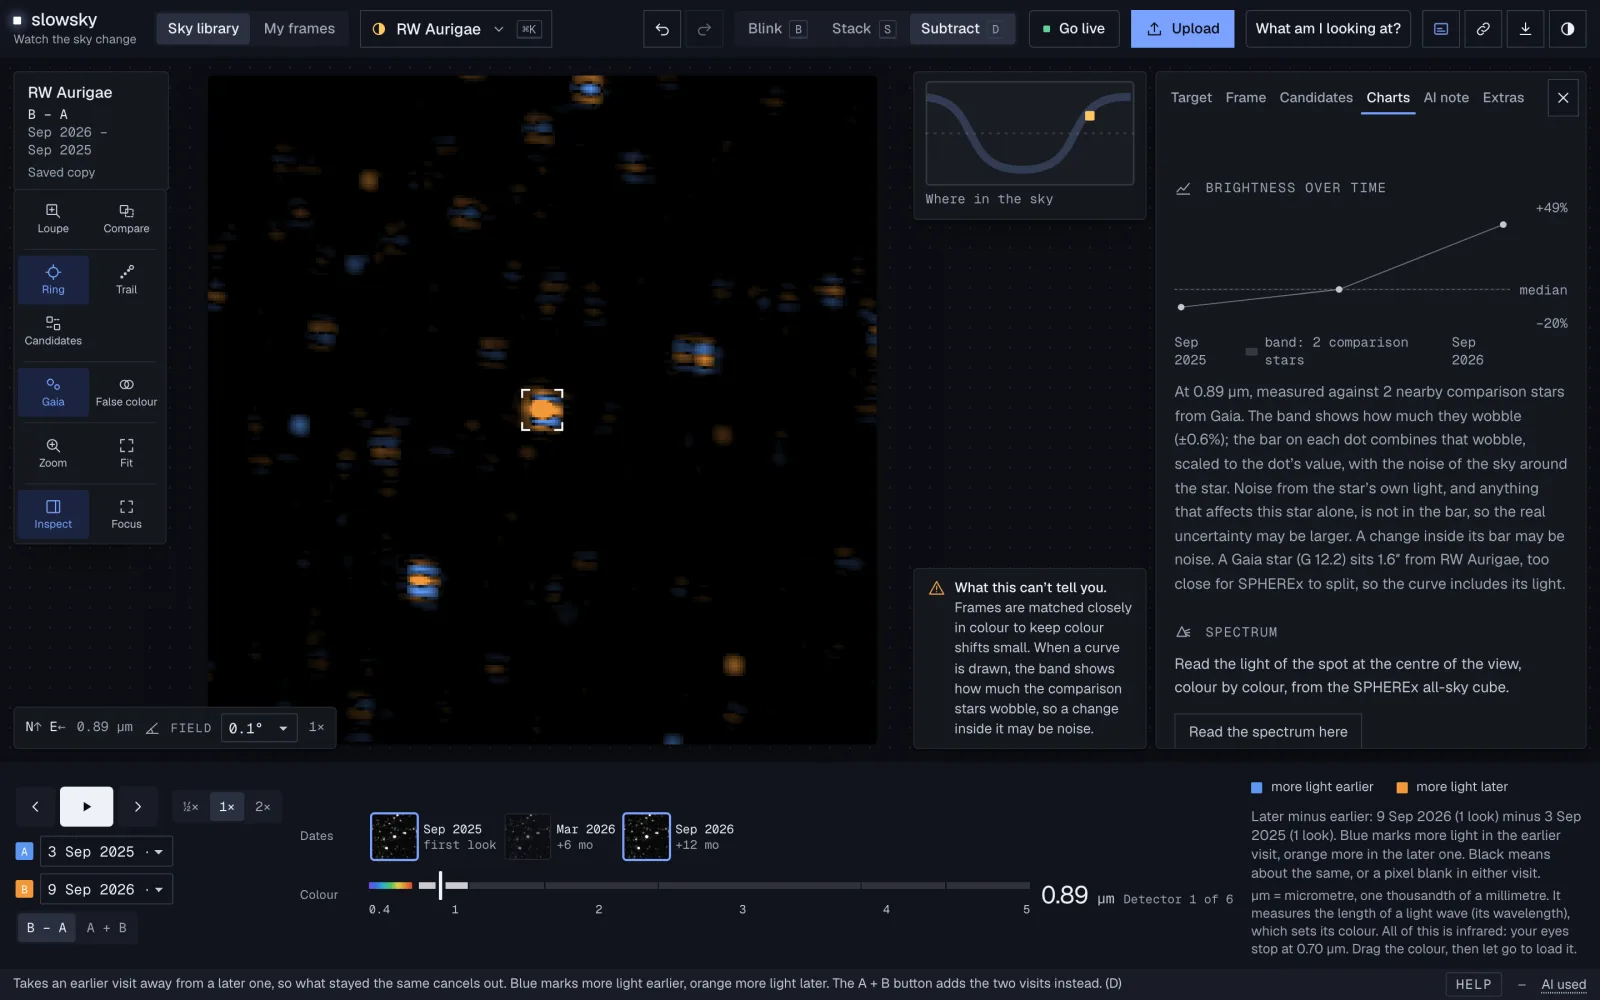 slowsky
Watch the sky change
Sky library
My frames
RW Aurigae
⌘K
Blink B
Stack S
Subtract D
Go live
Upload
What am I looking at?
RW Aurigae
B – A
Sep 2026 –
Sep 2025
Saved copy
Loupe
Compare
Ring
Trail
Candidates
Gaia
False colour
Zoom
Fit
Inspect
Focus
N↑ E← 0.89 µm FIELD 0.1° 1×
Where in the sky
What this can't tell you.
Frames are matched closely
in colour to keep colour
shifts small. When a curve
is drawn, the band shows
how much the comparison
stars wobble, so a change
inside it may be noise.
Target Frame Candidates Charts AI note Extras
BRIGHTNESS OVER TIME
+49%
median
–20%
Sep
2025
band: 2 comparison
stars
Sep
2026
At 0.89 µm, measured against 2 nearby comparison stars
from Gaia. The band shows how much they wobble
(±0.6%); the bar on each dot combines that wobble,
scaled to the dot's value, with the noise of the sky around
the star. Noise from the star's own light, and anything
that affects this star alone, is not in the bar, so the real
uncertainty may be larger. A change inside its bar may be
noise. A Gaia star (G 12.2) sits 1.6″ from RW Aurigae, too
close for SPHEREx to split, so the curve includes its light.
SPECTRUM
Read the light of the spot at the centre of the view,
colour by colour, from the SPHEREx all-sky cube.
Read the spectrum here
½× 1× 2×
A 3 Sep 2025 ·
B 9 Sep 2026 ·
B – A
A + B
Dates
Sep 2025
first look
Mar 2026
+6 mo
Sep 2026
+12 mo
Colour
0.4 1 2 3 4 5
0.89 µm Detector 1 of 6
more light earlier
more light later
Later minus earlier: 9 Sep 2026 (1 look) minus 3 Sep
2025 (1 look). Blue marks more light in the earlier
visit, orange more in the later one. Black means
about the same, or a pixel blank in either visit.
µm = micrometre, one thousandth of a millimetre. It
measures the length of a light wave (its wavelength),
which sets its colour. All of this is infrared: your eyes
stop at 0.70 µm. Drag the colour, then let go to load it.
Takes an earlier visit away from a later one, so what stayed the same cancels out. Blue marks more light earlier, orange more light later. The A + B button adds the two visits instead. (D)
HELP – AI used